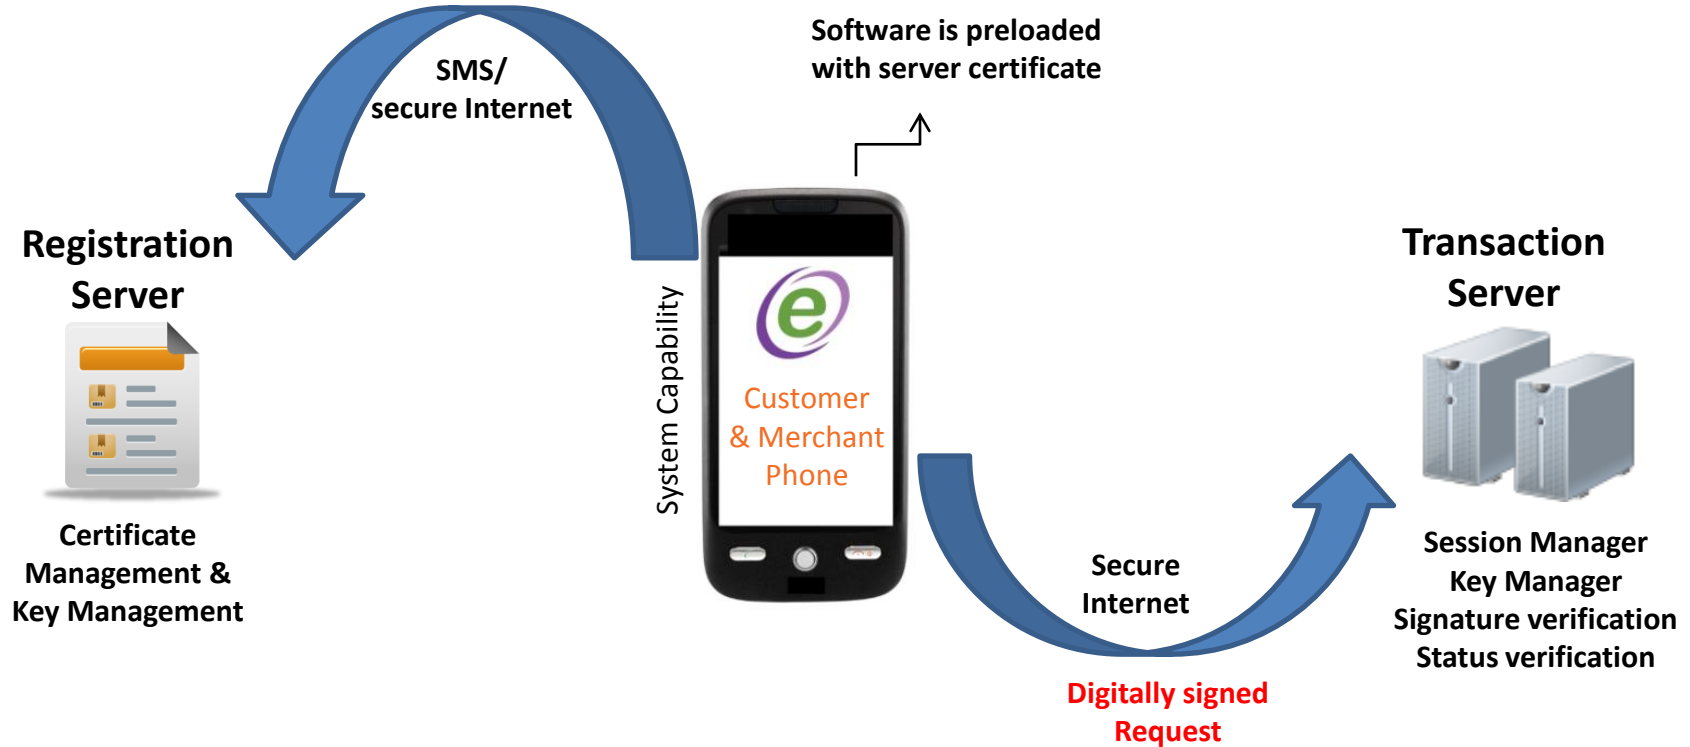 Software is preloaded
with server certificate
SMS/
secure Internet
Registration
Server
Certificate
Management &
Key Management
System Capability
e
Customer
& Merchant
Phone
Secure
Internet
Digitally signed
Request
Transaction
Server
Session Manager
Key Manager
Signature verification
Status verification